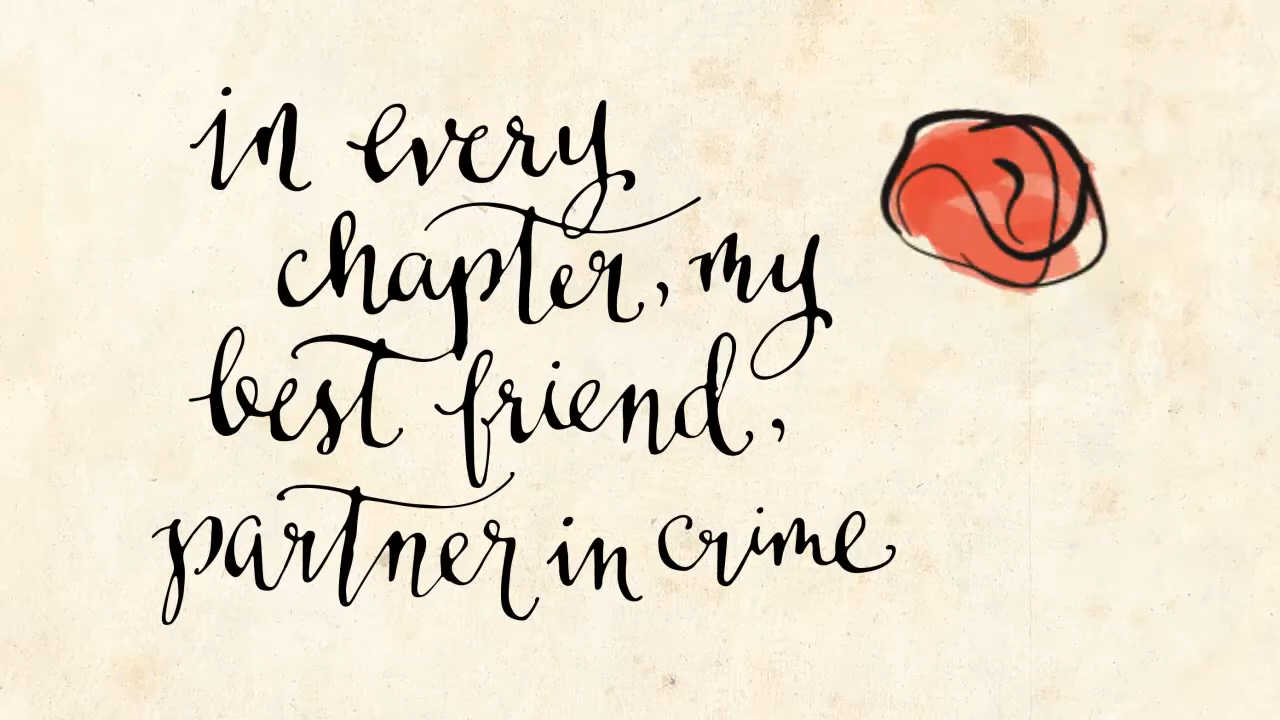 in every
chapter, my
best friend,
partner in crime